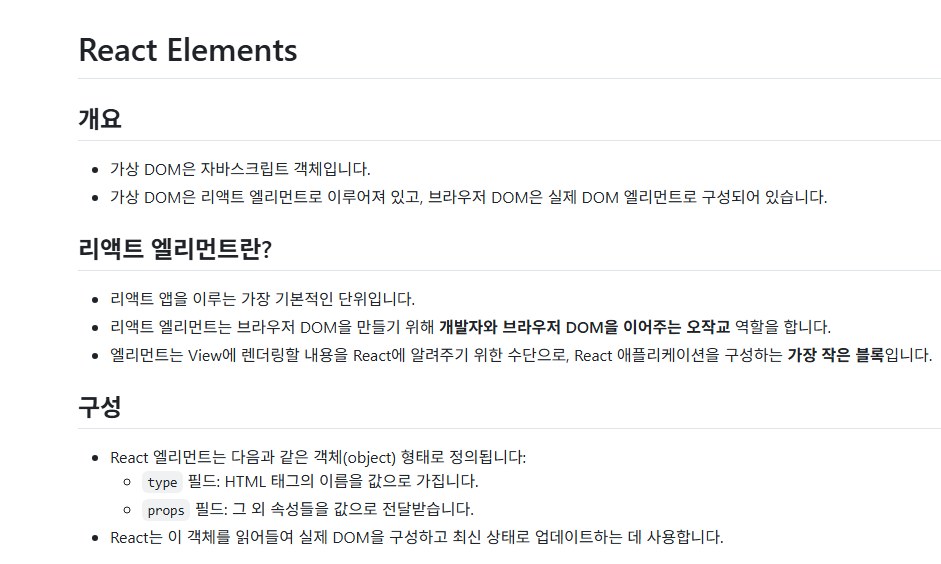 React Elements
개요
가상 DOM은 자바스크립트 객체입니다.
가상 DOM은 리액트 엘리먼트로 이루어져 있고, 브라우저 DOM은 실제 DOM 엘리먼트로 구성되어 있습니다.
리액트 엘리먼트란?
리액트 앱을 이루는 가장 기본적인 단위입니다.
리액트 엘리먼트는 브라우저 DOM을 만들기 위해 개발자와 브라우저 DOM을 이어주는 오작교 역할을 합니다.
엘리먼트는 View에 렌더링할 내용을 React에 알려주기 위한 수단으로, React 애플리케이션을 구성하는 가장 작은 블록입니다.
구성
React 엘리먼트는 다음과 같은 객체(object) 형태로 정의됩니다:
type 필드: HTML 태그의 이름을 값으로 가집니다.
props 필드: 그 외 속성들을 값으로 전달받습니다.
React는 이 객체를 읽어들여 실제 DOM을 구성하고 최신 상태로 업데이트하는 데 사용합니다.